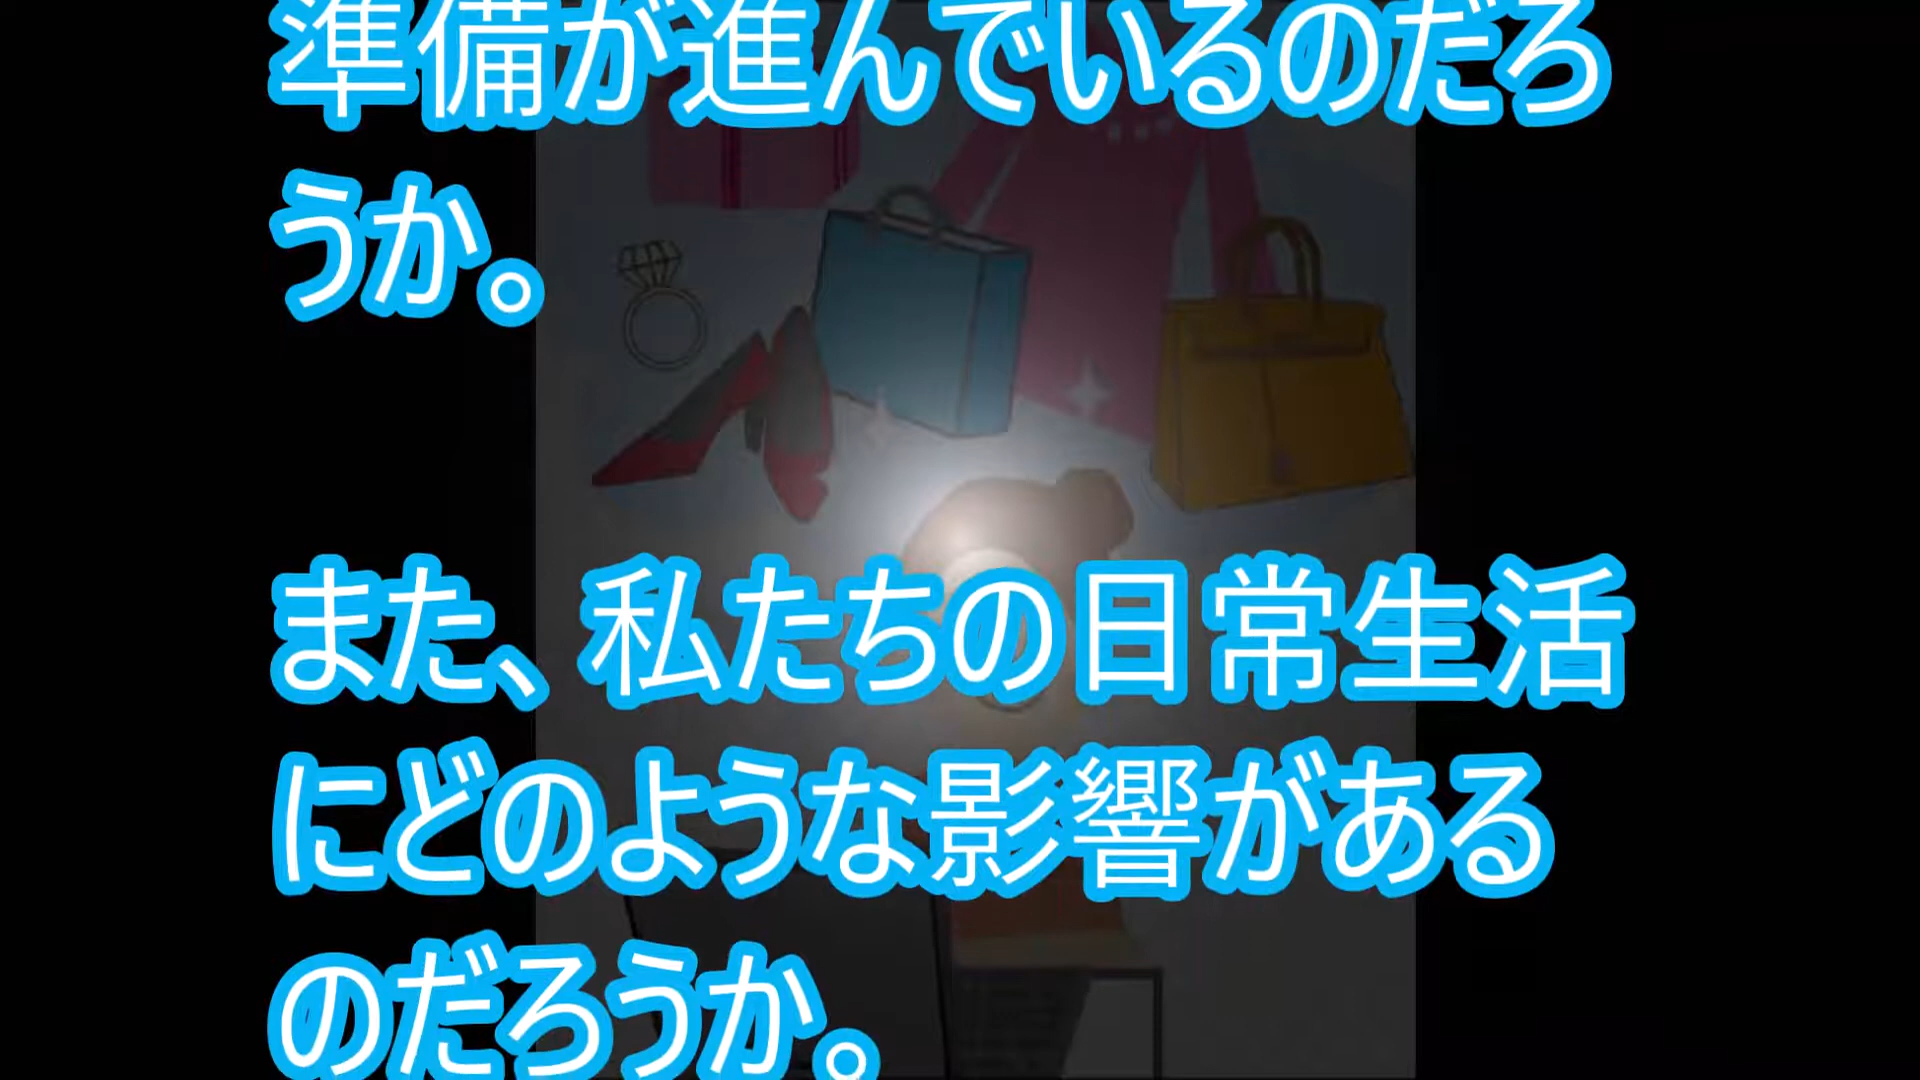 準備が進んでいるのだろ
うか。
また、私たちの日常生活
にどのような影響がある
のだろうか。